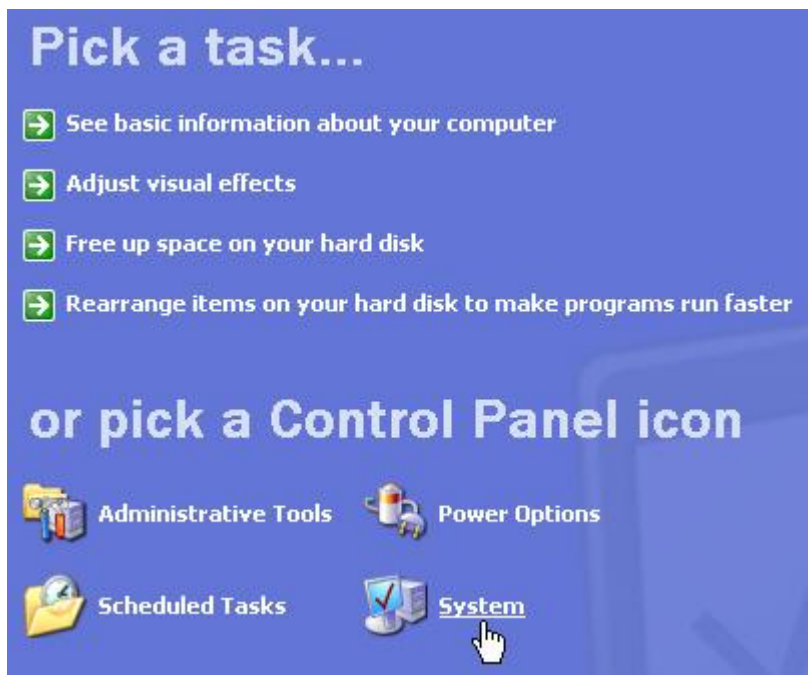 Pick a task...
See basic information about your computer
Adjust visual effects
Free up space on your hard disk
Rearrange items on your hard disk to make programs run faster
or pick a Control Panel icon
Administrative Tools
Power Options
Scheduled Tasks
System